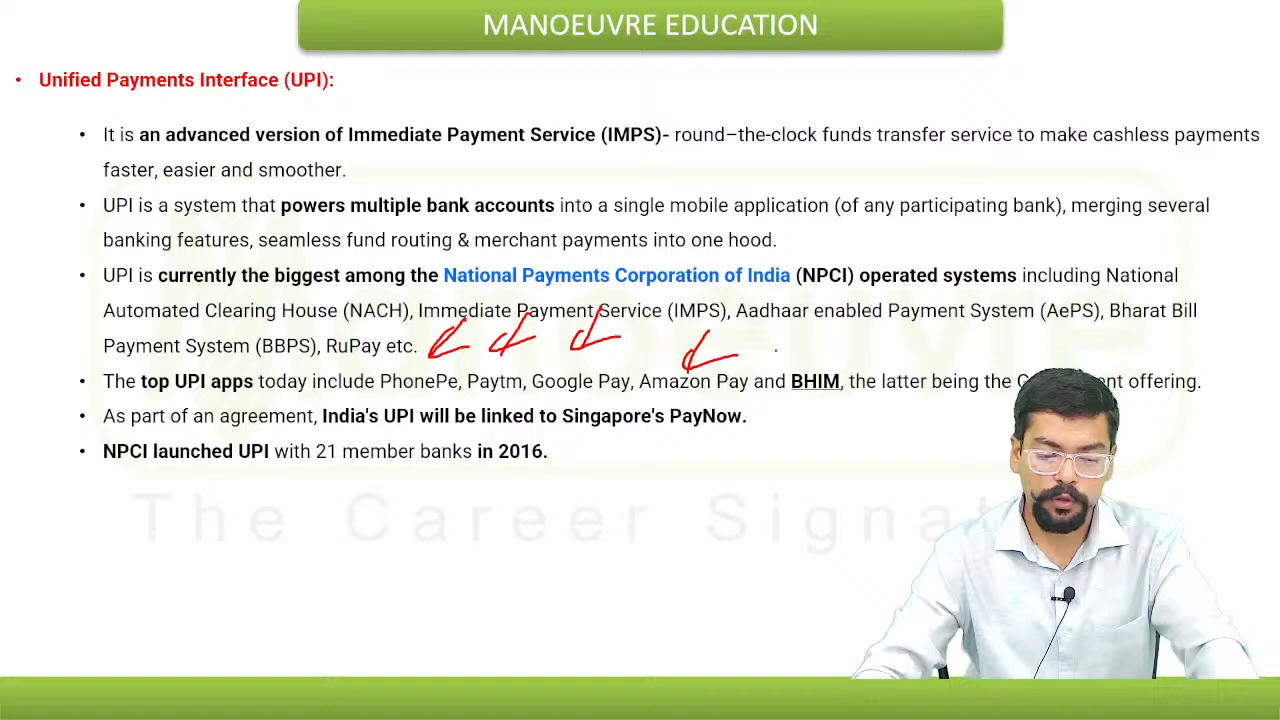 MANOEUVRE EDUCATION
• Unified Payments Interface (UPI):
• It is an advanced version of Immediate Payment Service (IMPS)- round–the-clock funds transfer service to make cashless payments
faster, easier and smoother.
• UPI is a system that powers multiple bank accounts into a single mobile application (of any participating bank), merging several
banking features, seamless fund routing & merchant payments into one hood.
• UPI is currently the biggest among the National Payments Corporation of India (NPCI) operated systems including National
Automated Clearing House (NACH), Immediate Payment Service (IMPS), Aadhaar enabled Payment System (AePS), Bharat Bill
Payment System (BBPS), RuPay etc.
• The top UPI apps today include PhonePe, Paytm, Google Pay, Amazon Pay and BHIM, the latter being the offering.
• As part of an agreement, India's UPI will be linked to Singapore's PayNow.
• NPCI launched UPI with 21 member banks in 2016.
The Career